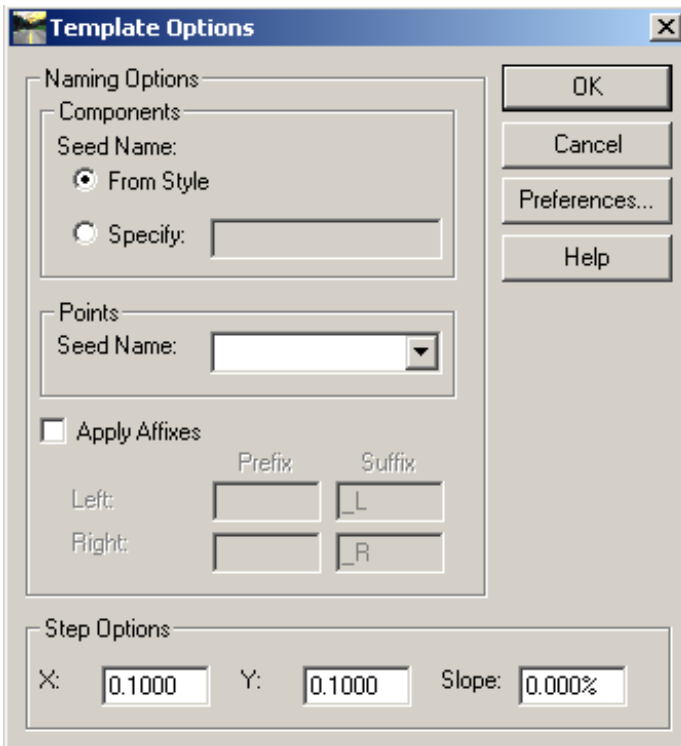 Template Options
Naming Options
Components
Seed Name:
From Style
Specify:
Points
Seed Name:
Apply Affixes
Prefix Suffix
Left: _L
Right: _R
Step Options
X: 0.1000 Y: 0.1000 Slope: 0.000%
OK
Cancel
Preferences...
Help